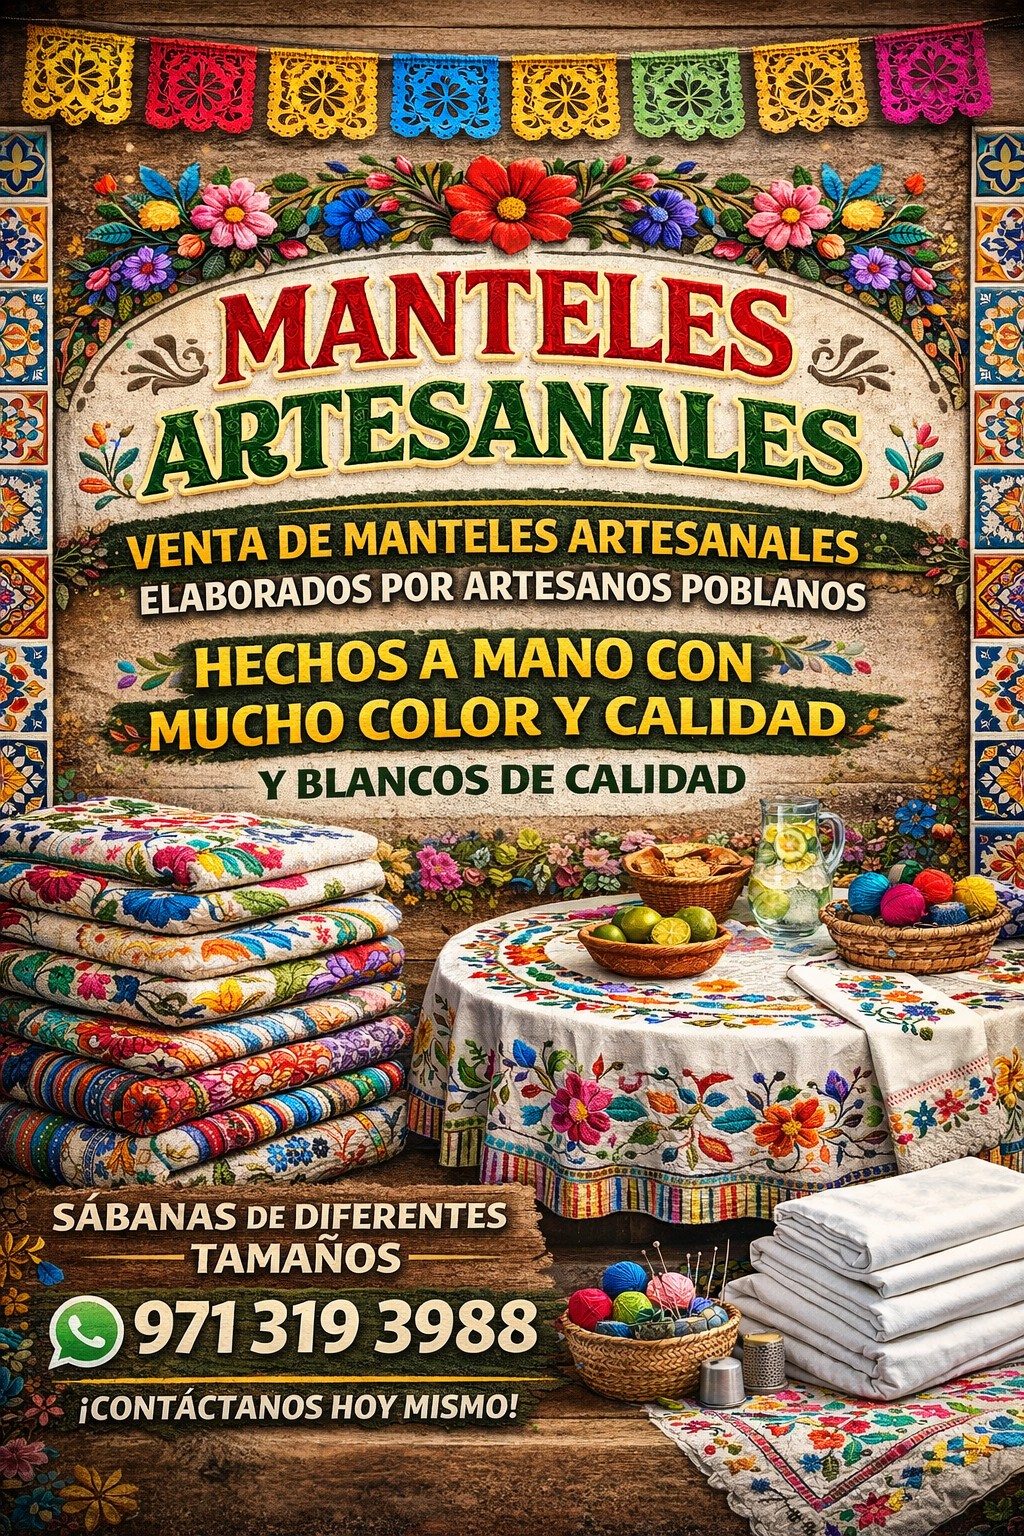 MANTELES
ARTESANALES
VENTA DE MANTELES ARTESANALES
ELABORADOS POR ARTESANOS POBLANOS
HECHOS A MANO CON
MUCHO COLOR Y CALIDAD
Y BLANCOS DE CALIDAD
SÁBANAS DE DIFERENTES
TAMAÑOS
971 319 3988
¡CONTÁCTANOS HOY MISMO!